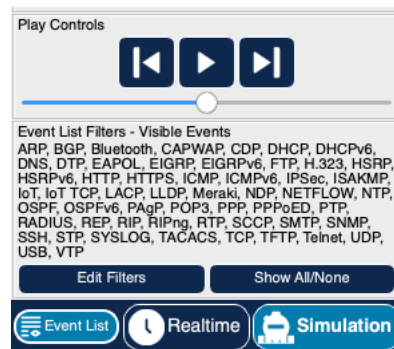 Play Controls
Event List Filters - Visible Events
ARP, BGP, Bluetooth, CAPWAP, CDP, DHCP, DHCPv6,
DNS, DTP, EAPOL, EIGRP, EIGRPv6, FTP, H.323, HSRP,
HSRPv6, HTTP, HTTPS, ICMP, ICMPv6, IPSec, ISAKMP,
IoT, IoT TCP, LACP, LLDP, Meraki, NDP, NETFLOW, NTP,
OSPF, OSPFv6, PAgP, POP3, PPP, PPPoED, PTP,
RADIUS, REP, RIP, RIPng, RTP, SCCP, SMTP, SNMP,
SSH, STP, SYSLOG, TACACS, TCP, TFTP, Telnet, UDP,
USB, VTP
Edit Filters
Show All/None
Event List
Realtime
Simulation